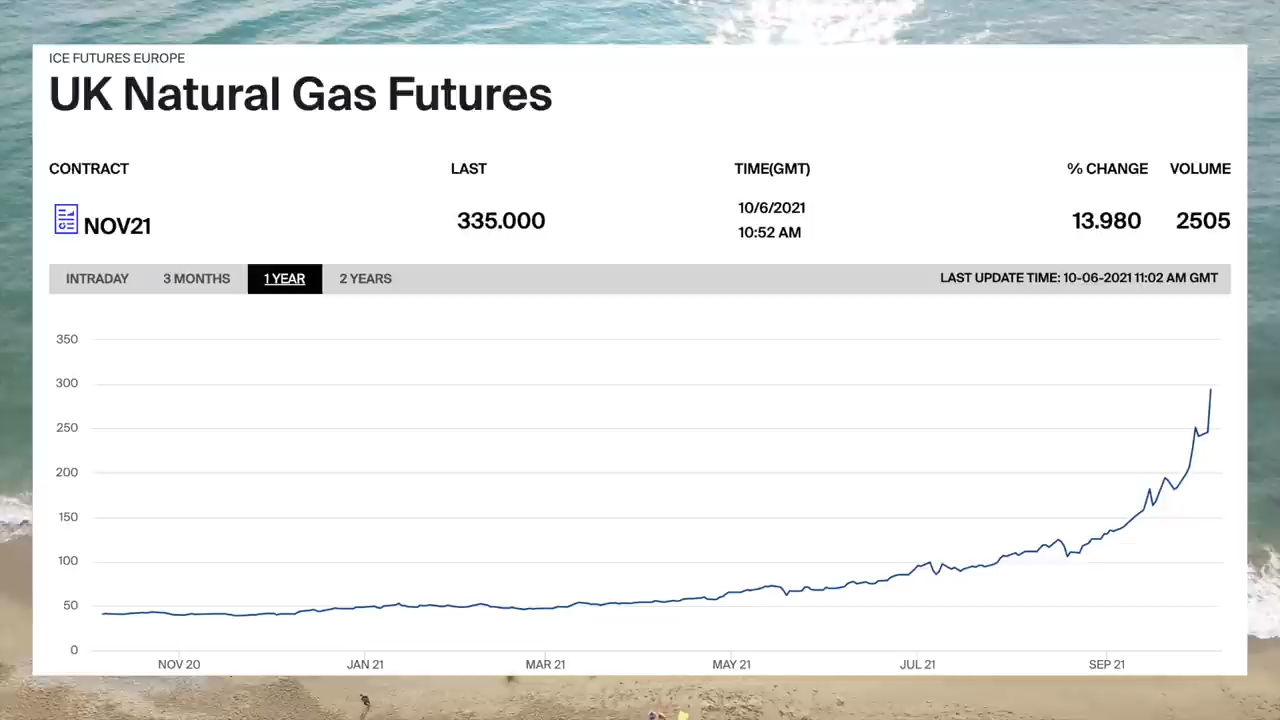 ICE FUTURES EUROPE
UK Natural Gas Futures
CONTRACT LAST TIME(GMT) % CHANGE VOLUME
NOV21 335.000 10/6/2021 10:52 AM 13.980 2505
INTRADAY 3 MONTHS 1 YEAR 2 YEARS LAST UPDATE TIME: 10-06-2021 11:02 AM GMT
350
300
250
200
150
100
50
0
NOV 20 JAN 21 MAR 21 MAY 21 JUL 21 SEP 21